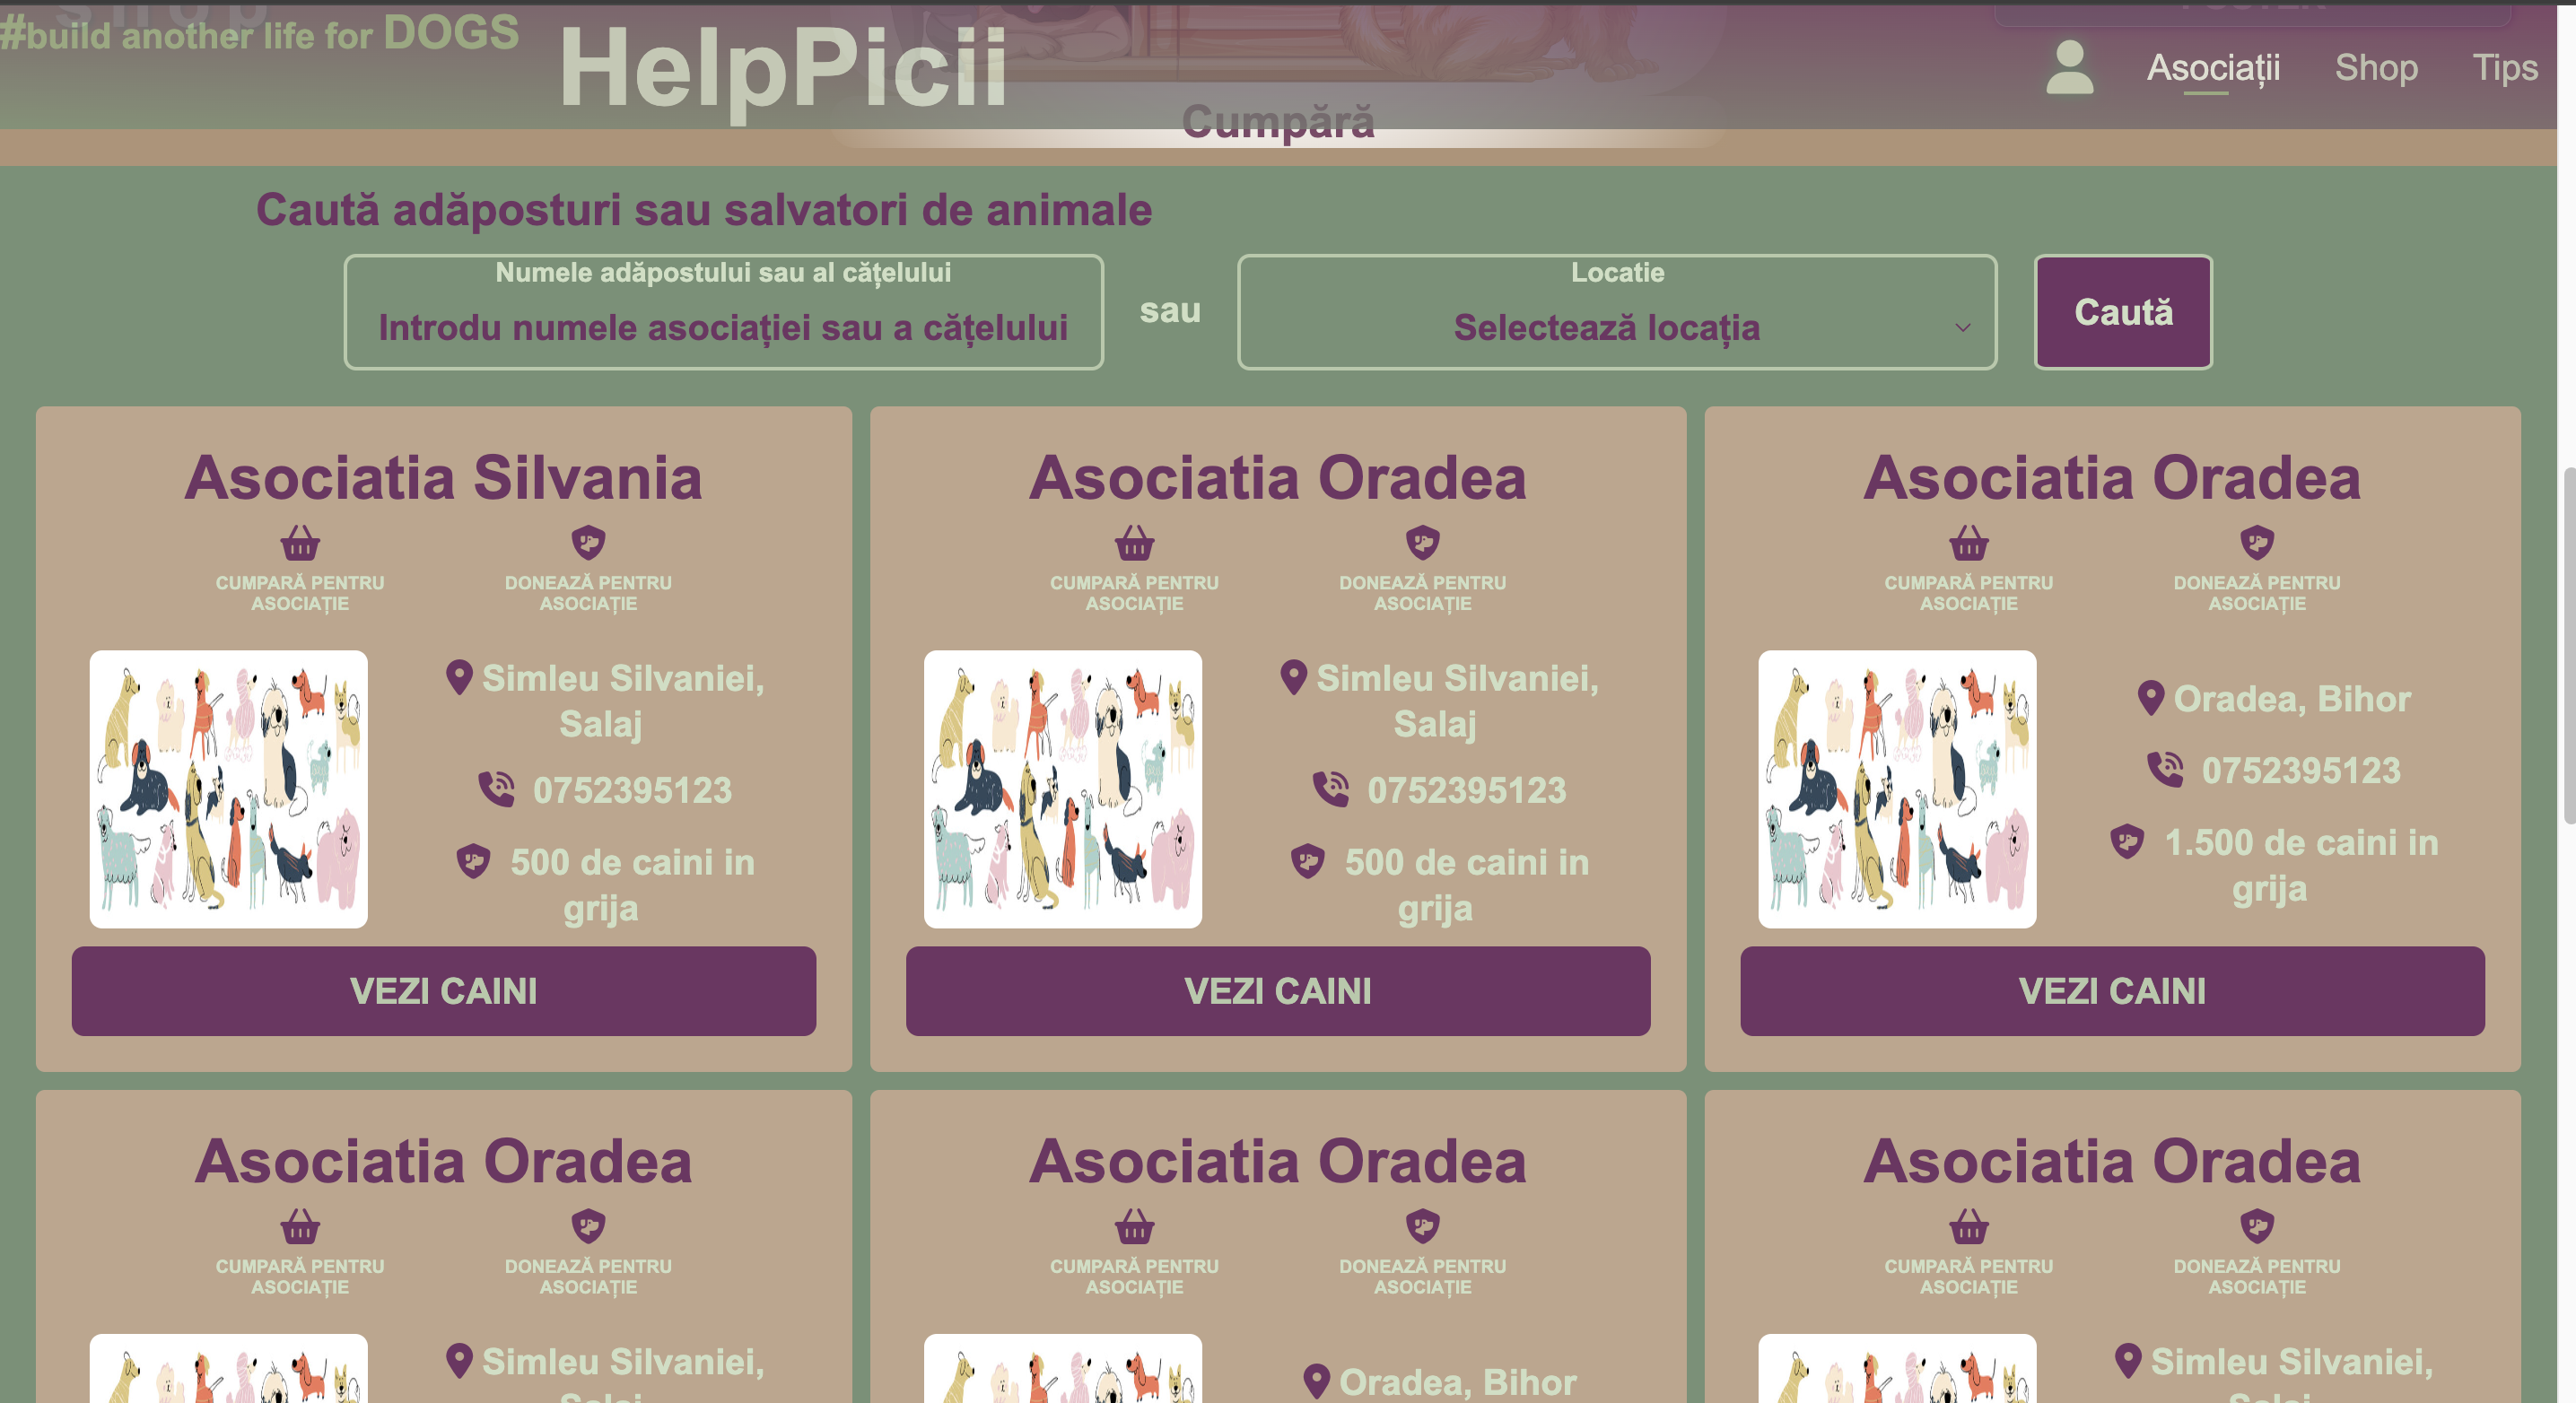 shop
#build another life for DOGS
HelpPicii
Asociații
Shop
Tips
Cumpără
Caută adăposturi sau salvatori de animale
Numele adăpostului sau al cățelului
Introdu numele asociației sau a cățelului
sau
Locatie
Selectează locația
Caută
Asociatia Silvania
CUMPARĂ PENTRU
ASOCIAȚIE
DONEAZĂ PENTRU
ASOCIAȚIE
Simleu Silvaniei,
Salaj
0752395123
500 de caini in
grija
VEZI CAINI
Asociatia Oradea
CUMPARĂ PENTRU
ASOCIAȚIE
DONEAZĂ PENTRU
ASOCIAȚIE
Simleu Silvaniei,
Salaj
0752395123
500 de caini in
grija
VEZI CAINI
Asociatia Oradea
CUMPARĂ PENTRU
ASOCIAȚIE
DONEAZĂ PENTRU
ASOCIAȚIE
Oradea, Bihor
0752395123
1.500 de caini in
grija
VEZI CAINI
Asociatia Oradea
CUMPARĂ PENTRU
ASOCIAȚIE
DONEAZĂ PENTRU
ASOCIAȚIE
Simleu Silvaniei,
Salaj
Asociatia Oradea
CUMPARĂ PENTRU
ASOCIAȚIE
DONEAZĂ PENTRU
ASOCIAȚIE
Oradea, Bihor
Asociatia Oradea
CUMPARĂ PENTRU
ASOCIAȚIE
DONEAZĂ PENTRU
ASOCIAȚIE
Simleu Silvaniei,
Salaj